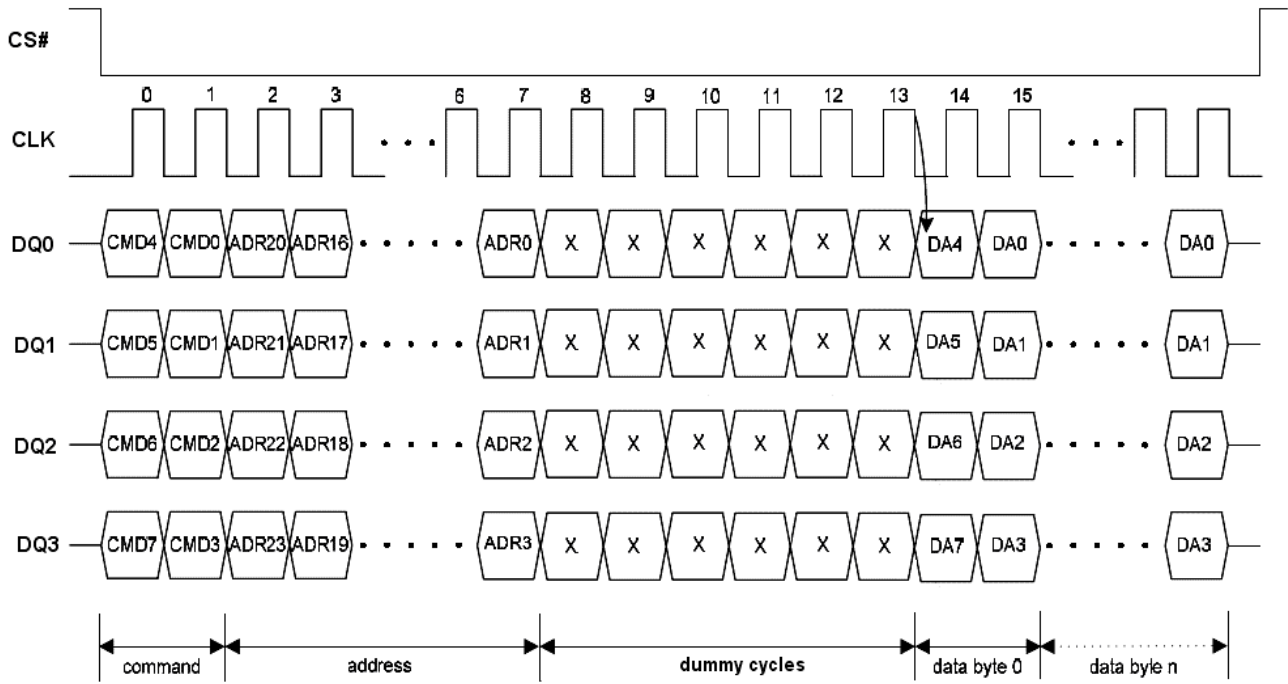 CS#
0 1 2 3 6 7 8 9 10 11 12 13 14 15
CLK
DQ0 CMD4 CMD0 ADR20 ADR16 ADR0 X X X X X X DA4 DA0 DA0
DQ1 CMD5 CMD1 ADR21 ADR17 ADR1 X X X X X X DA5 DA1 DA1
DQ2 CMD6 CMD2 ADR22 ADR18 ADR2 X X X X X X DA6 DA2 DA2
DQ3 CMD7 CMD3 ADR23 ADR19 ADR3 X X X X X X DA7 DA3 DA3
command address dummy cycles data byte 0 data byle n